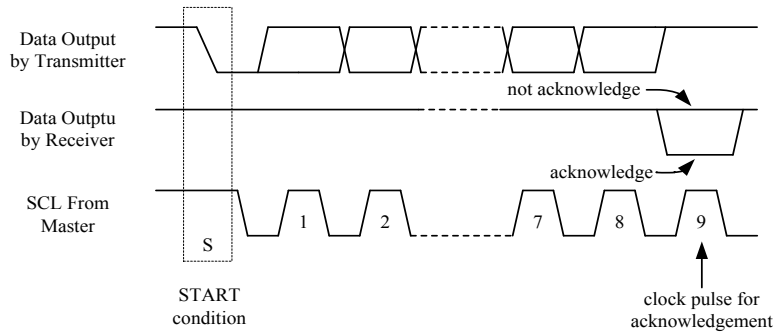 Data Output
by Transmitter
not acknowledge
Data Outptu
by Receiver
acknowledge
SCL From
Master
1
2
7
8
9
S
START
condition
clock pulse for
acknowledgement